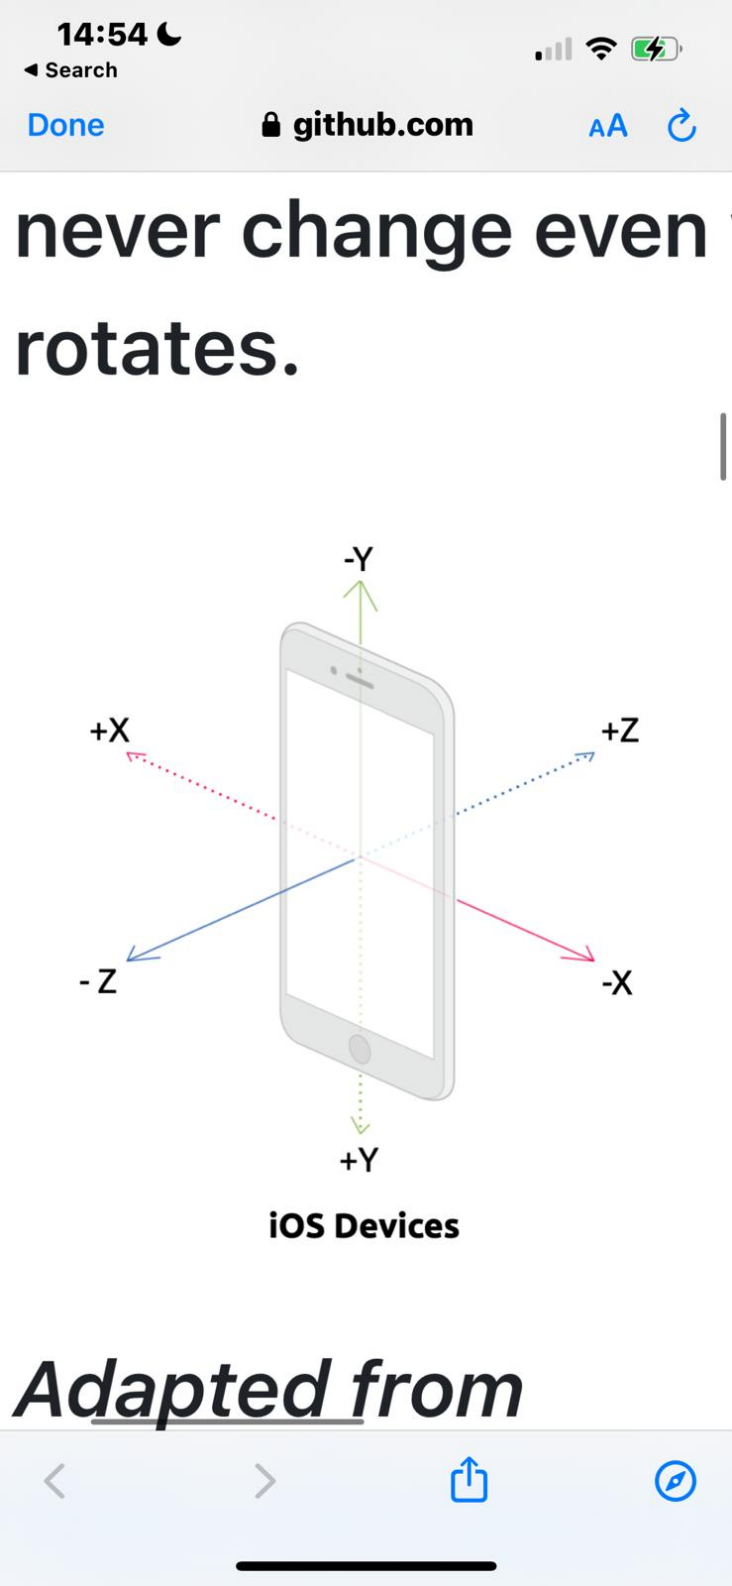 14:54
◀ Search
Done
github.com
AA
never change even
rotates.
-Y
+X
+Z
- Z
-X
+Y
iOS Devices
Adapted from